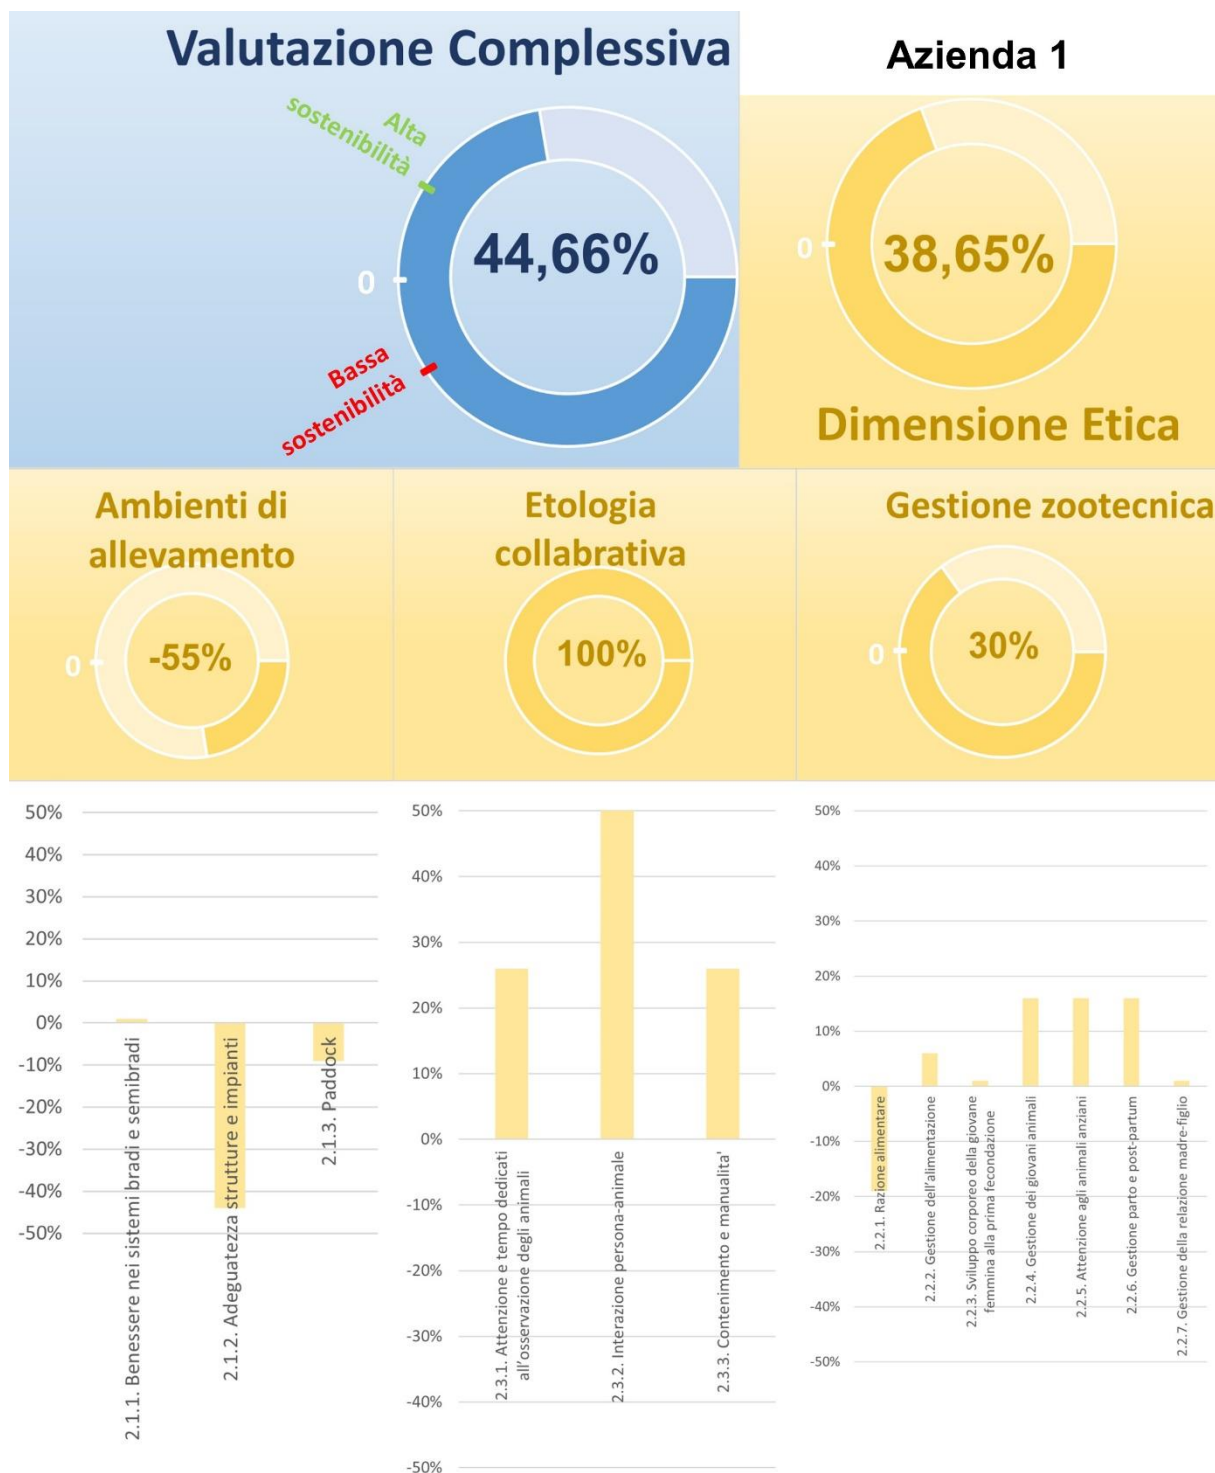 Valutazione Complessiva
Azienda 1
Alta
sostenibilità
44,66%
0
Bassa
sostenibilità
0
38,65%
Dimensione Etica
Ambienti di
allevamento
0
-55%
Etologia
collabrativa
100%
Gestione zootecnica
0
30%
50%
40%
30%
20%
10%
0%
-10%
-20%
-30%
-40%
-50%
2.1.1. Benessere nei sistemi bradi e semibradi
2.1.2. Adeguatezza strutture e impianti
2.1.3. Paddock
50%
40%
30%
20%
10%
0%
-10%
-20%
-30%
-40%
-50%
2.3.1. Attenzione e tempo dedicati
all'osservazione degli animali
2.3.2. Interazione persona-animale
2.3.3. Contenimento e manualita'
50%
40%
30%
20%
10%
0%
-10%
-20%
-30%
-40%
-50%
2.2.1. Razione alimentare
2.2.2. Gestione dell'alimentazione
2.2.3. Sviluppo corporeo della giovane
femmina alla prima fecondazione
2.2.4. Gestione dei giovani animali
2.2.5. Attenzione agli animali anziani
2.2.6. Gestione parto e post-partum
2.2.7. Gestione della relazione madre-figlio